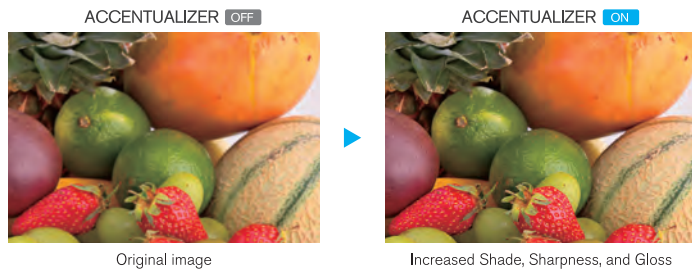 ACCENTUALIZER OFF
ACCENTUALIZER ON
Original image
Increased Shade, Sharpness, and Gloss